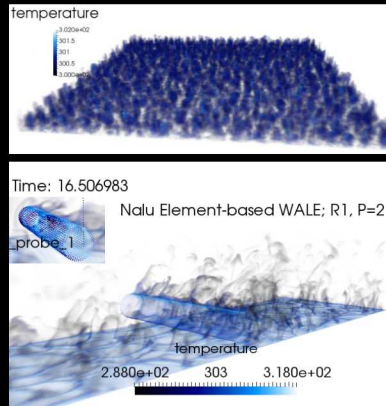 temperature
3.020e+02
301.5
301
300.5
3.000e+02
Time: 16.506983
Nalu Element-based WALE; R1, P=2
probe_1
temperature
2.880e+02 303 3.180e+02